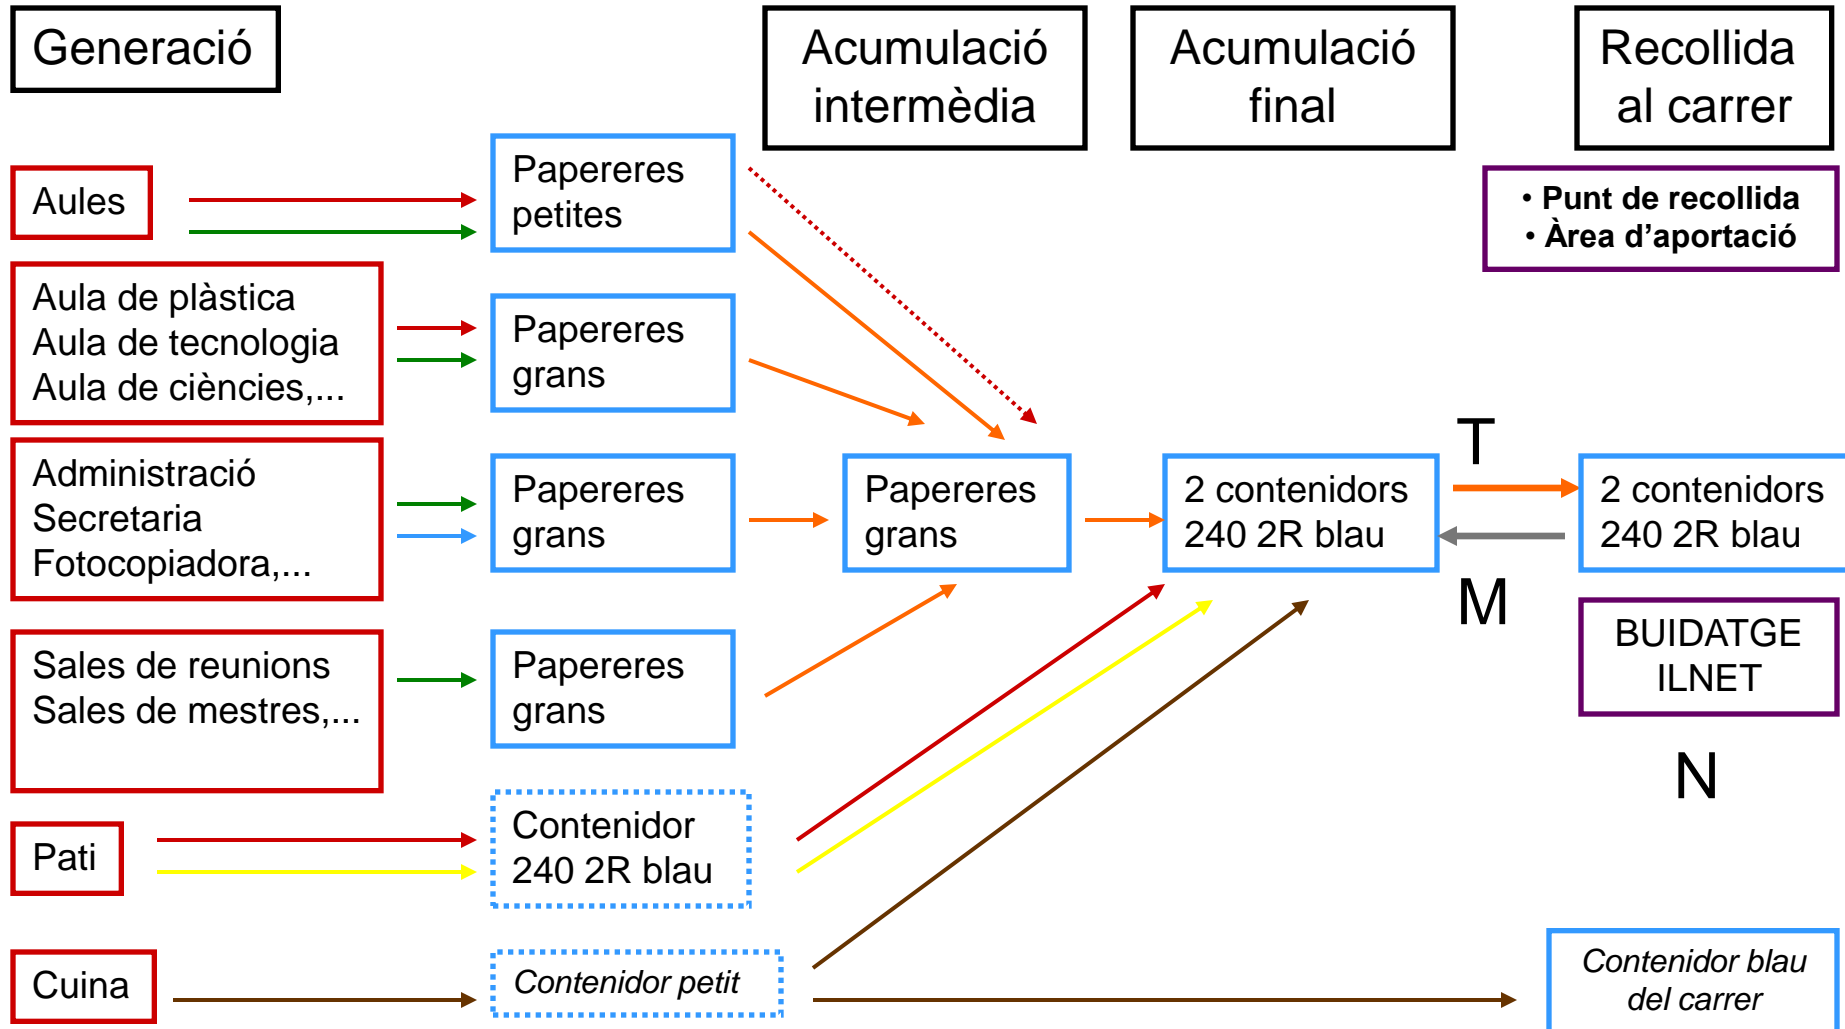 Generació
Acumulació
intermèdia
Acumulació
final
Recollida
al carrer
Aules
Papereres
petites
• Punt de recollida
• Àrea d'aportació
Aula de plàstica
Aula de tecnologia
Aula de ciències,...
Papereres
grans
Administració
Secretaria
Fotocopiadora,...
Papereres
grans
Papereres
grans
2 contenidors
240 2R blau
T
M
2 contenidors
240 2R blau
Sales de reunions
Sales de mestres,...
Papereres
grans
BUIDATGE
ILNET
N
Pati
Contenidor
240 2R blau
Cuina
Contenidor petit
Contenidor blau
del carrer